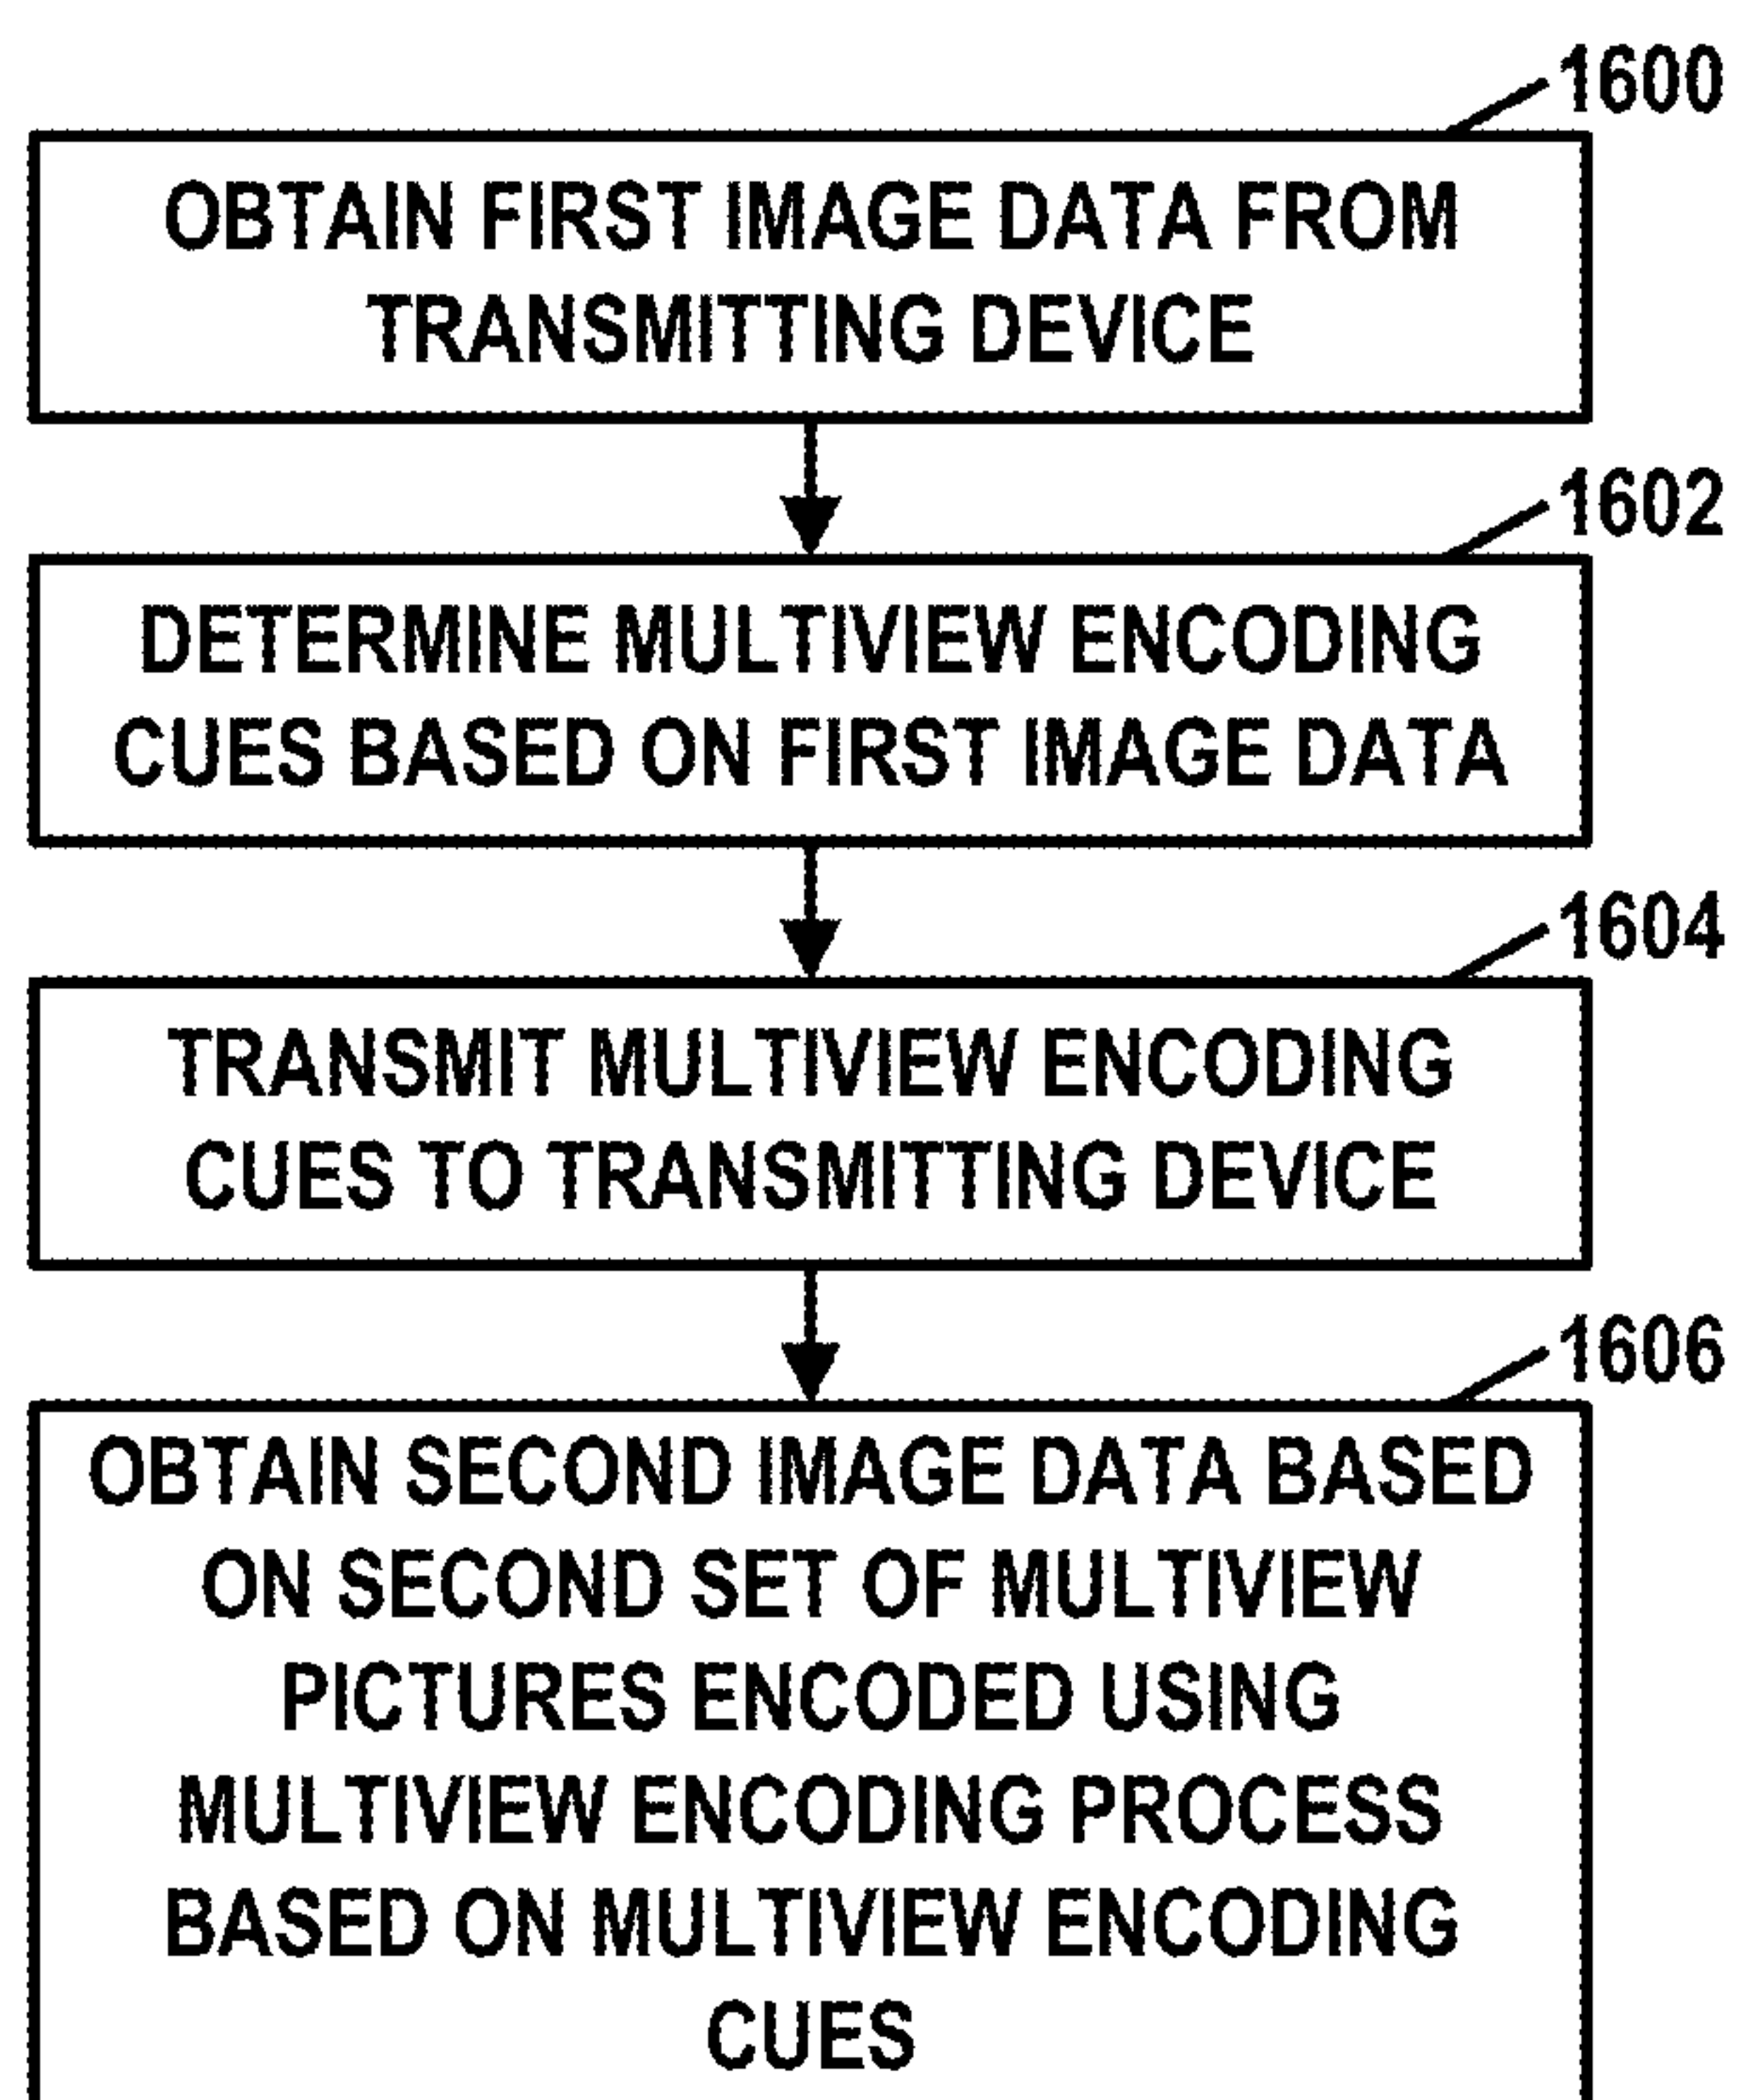 1600
OBTAIN FIRST IMAGE DATA FROM
TRANSMITTING DEVICE
1602
DETERMINE MULTIVIEW ENCODING
CUES BASED ON FIRST IMAGE DATA
1604
TRANSMIT MULTIVIEW ENCODING
CUES TO TRANSMITTING DEVICE
1606
OBTAIN SECOND IMAGE DATA BASED
ON SECOND SET OF MULTIVIEW
PICTURES ENCODED USING
MULTIVIEW ENCODING PROCESS
BASED ON MULTIVIEW ENCODING
CUES